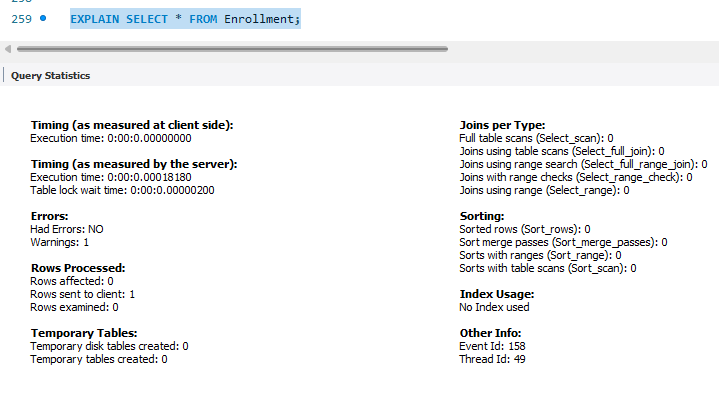 259 EXPLAIN SELECT * FROM Enrollment;
Query Statistics
Timing (as measured at client side):
Execution time: 0:00:0.00000000
Timing (as measured by the server):
Execution time: 0:00:0.00018180
Table lock wait time: 0:00:0.00000200
Errors:
Had Errors: NO
Warnings: 1
Rows Processed:
Rows affected: 0
Rows sent to client: 1
Rows examined: 0
Temporary Tables:
Temporary disk tables created: 0
Temporary tables created: 0
Joins per Type:
Full table scans (Select_scan): 0
Joins using table scans (Select_full_join): 0
Joins using range search (Select_full_range_join): 0
Joins with range checks (Select_range_check): 0
Joins using range (Select_range): 0
Sorting:
Sorted rows (Sort_rows): 0
Sort merge passes (Sort_merge_passes): 0
Sorts with ranges (Sort_range): 0
Sorts with table scans (Sort_scan): 0
Index Usage:
No Index used
Other Info:
Event Id: 158
Thread Id: 49